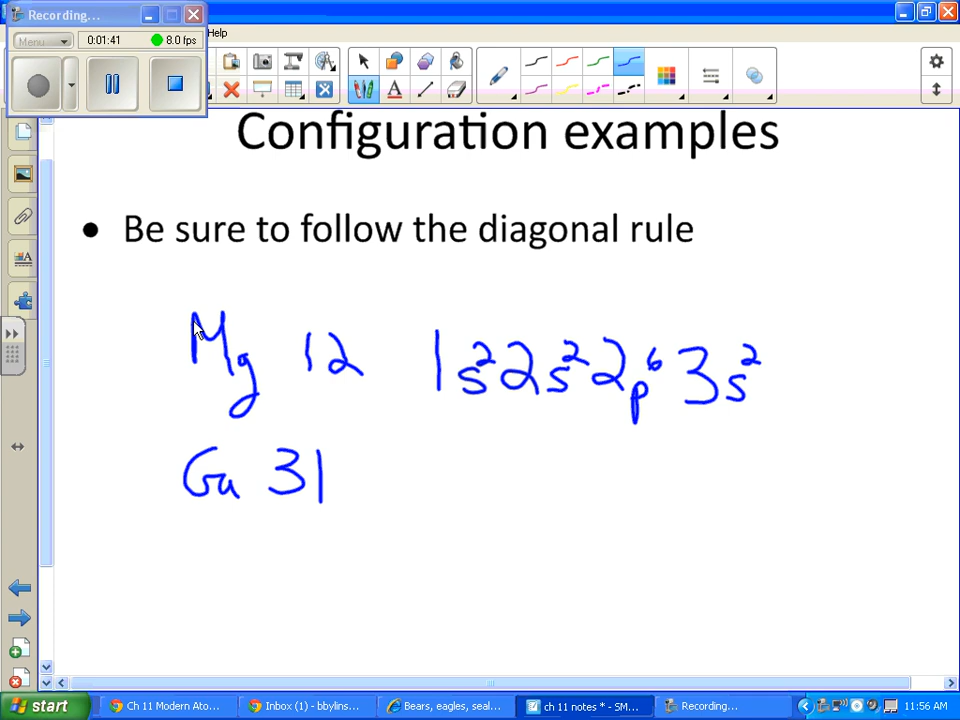 Recording...
Menu
0:01:41
8.0 fps
Help
Configuration examples
• Be sure to follow the diagonal rule
Mg 12 1s²2s²2p⁶3s²
Ga 31
start
Ch 11 Modern Ato...
Inbox (1) - bbylins...
Bears, eagles, seal...
ch 11 notes * - SM...
Recording...
11:56 AM